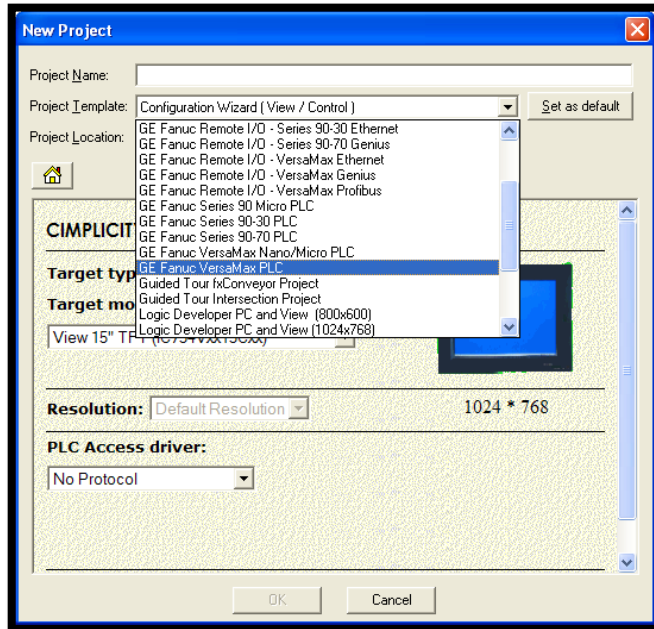 New Project
Project Name:
Project Template: Configuration Wizard ( View / Control ) Set as default
Project Location:
GE Fanuc Remote I/O - Series 90-30 Ethernet
GE Fanuc Remote I/O - Series 90-70 Genius
GE Fanuc Remote I/O - VersaMax Ethernet
GE Fanuc Remote I/O - VersaMax Genius
GE Fanuc Remote I/O - VersaMax Profibus
GE Fanuc Series 90 Micro PLC
GE Fanuc Series 90-30 PLC
GE Fanuc Series 90-70 PLC
GE Fanuc VersaMax Nano/Micro PLC
GE Fanuc VersaMax PLC
Guided Tour fxConveyor Project
Guided Tour Intersection Project
Logic Developer PC and View (800x600)
Logic Developer PC and View (1024x768)
CIMPLICIT
Target typ
Target mo
View 15" TFT
Resolution: Default Resolution 1024 * 768
PLC Access driver:
No Protocol
OK Cancel